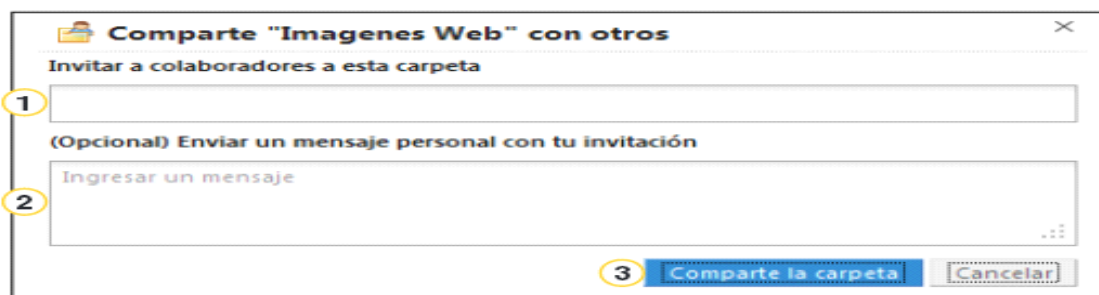 Comparte "Imagenes Web" con otros
Invitar a colaboradores a esta carpeta
1
(Opcional) Enviar un mensaje personal con tu invitación
Ingresar un mensaje
2
3 Comparte la carpeta Cancelar